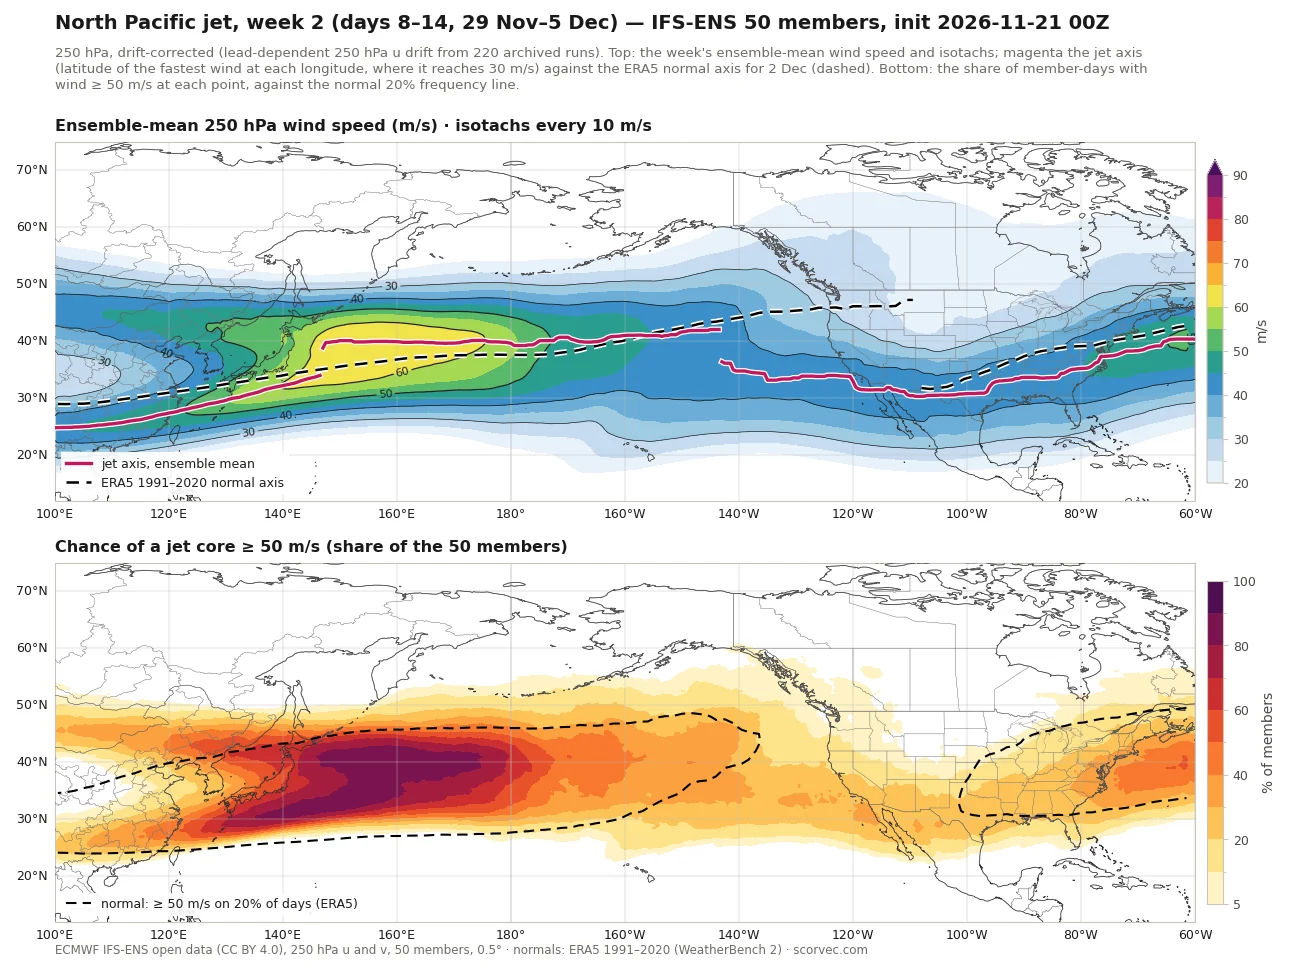 North Pacific jet, week 2 (days 8–14, 29 Nov–5 Dec) — IFS-ENS 50 members, init 2026-11-21 00Z
250 hPa, drift-corrected (lead-dependent 250 hPa u drift from 220 archived runs). Top: the week's ensemble-mean wind speed and isotachs; magenta the jet axis
(latitude of the fastest wind at each longitude, where it reaches 30 m/s) against the ERA5 normal axis for 2 Dec (dashed). Bottom: the share of member-days with
wind ≥ 50 m/s at each point, against the normal 20% frequency line.
Ensemble-mean 250 hPa wind speed (m/s) · isotachs every 10 m/s
70°N
60°N
50°N
40°N
30°N
20°N
30
40
30
40
60
50
40
30
jet axis, ensemble mean
ERA5 1991–2020 normal axis
100°E 120°E 140°E 160°E 180° 160°W 140°W 120°W 100°W 80°W 60°W
90
80
70
60
50
40
30
20
m/s
Chance of a jet core ≥ 50 m/s (share of the 50 members)
70°N
60°N
50°N
40°N
30°N
20°N
normal: ≥ 50 m/s on 20% of days (ERA5)
100°E 120°E 140°E 160°E 180° 160°W 140°W 120°W 100°W 80°W 60°W
100
80
60
40
20
5
% of members
ECMWF IFS-ENS open data (CC BY 4.0), 250 hPa u and v, 50 members, 0.5° · normals: ERA5 1991–2020 (WeatherBench 2) · scorvec.com